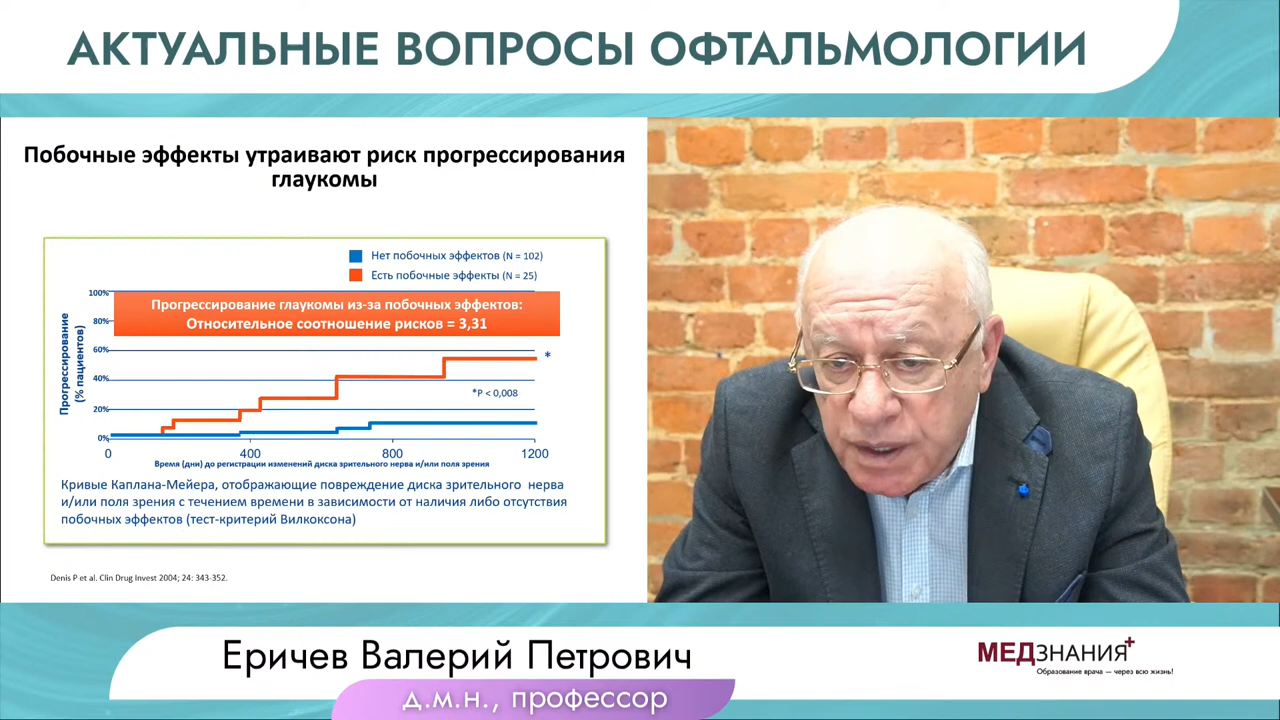 АКТУАЛЬНЫЕ ВОПРОСЫ ОФТАЛЬМОЛОГИИ
Побочные эффекты утраивают риск прогрессирования
глаукомы
Нет побочных эффектов (N = 102)
Есть побочные эффекты (N = 25)
Прогрессирование
(% пациентов)
100%
80%
60%
40%
20%
0%
Прогрессирование глаукомы из-за побочных эффектов:
Относительное соотношение рисков = 3,31
*
*P < 0,008
0 400 800 1200
Время (дни) до регистрации изменений диска зрительного нерва и/или поля зрения
Кривые Каплана-Мейера, отображающие повреждение диска зрительного нерва
и/или поля зрения с течением времени в зависимости от наличия либо отсутствия
побочных эффектов (тест-критерий Вилкоксона)
Denis P et al. Clin Drug Invest 2004; 24: 343-352.
Еричев Валерий Петрович
д.м.н., профессор
МЕДЗНАНИЯ+
Образование врача — через всю жизнь!